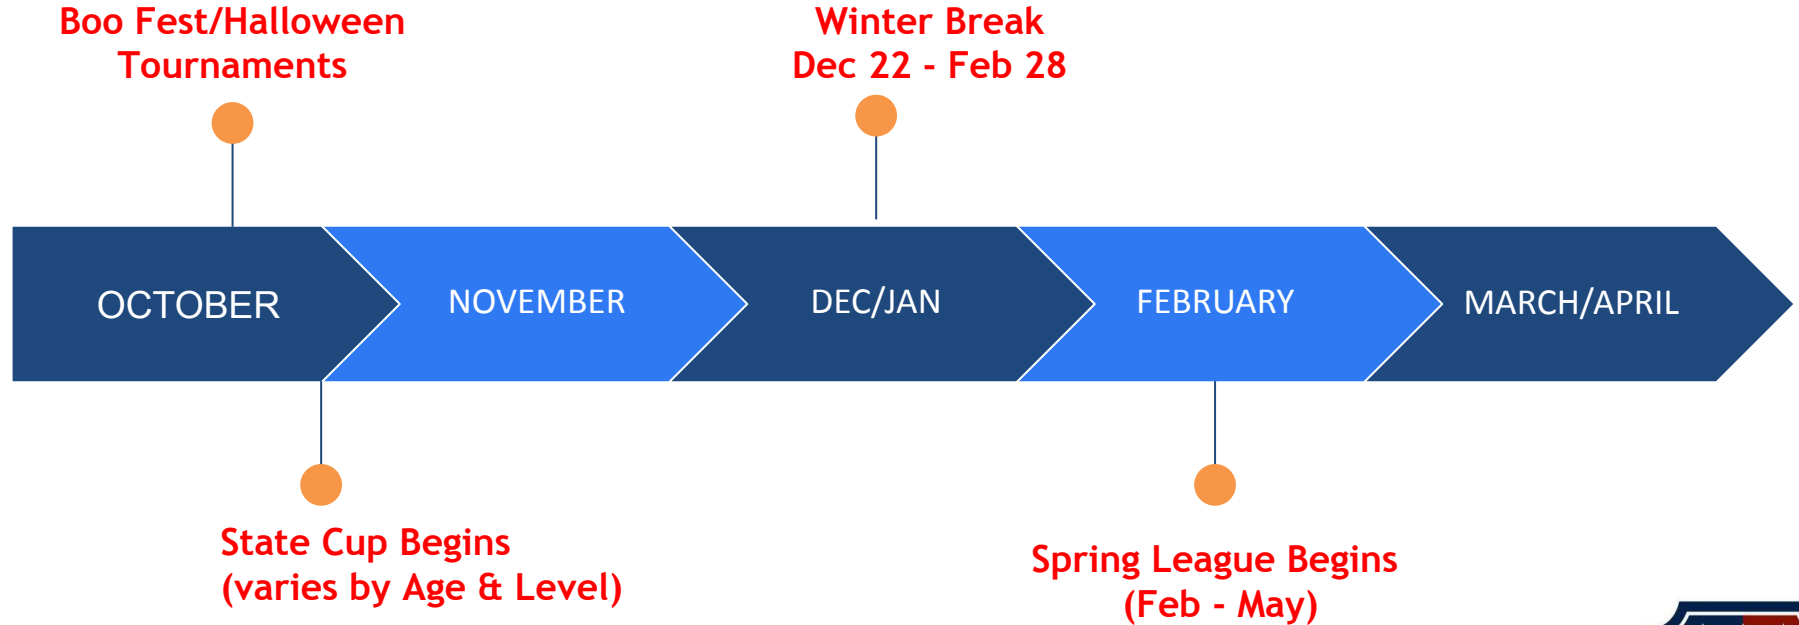 Boo Fest/Halloween
Tournaments
Winter Break
Dec 22 - Feb 28
OCTOBER
NOVEMBER
DEC/JAN
FEBRUARY
MARCH/APRIL
State Cup Begins
(varies by Age & Level)
Spring League Begins
(Feb - May)